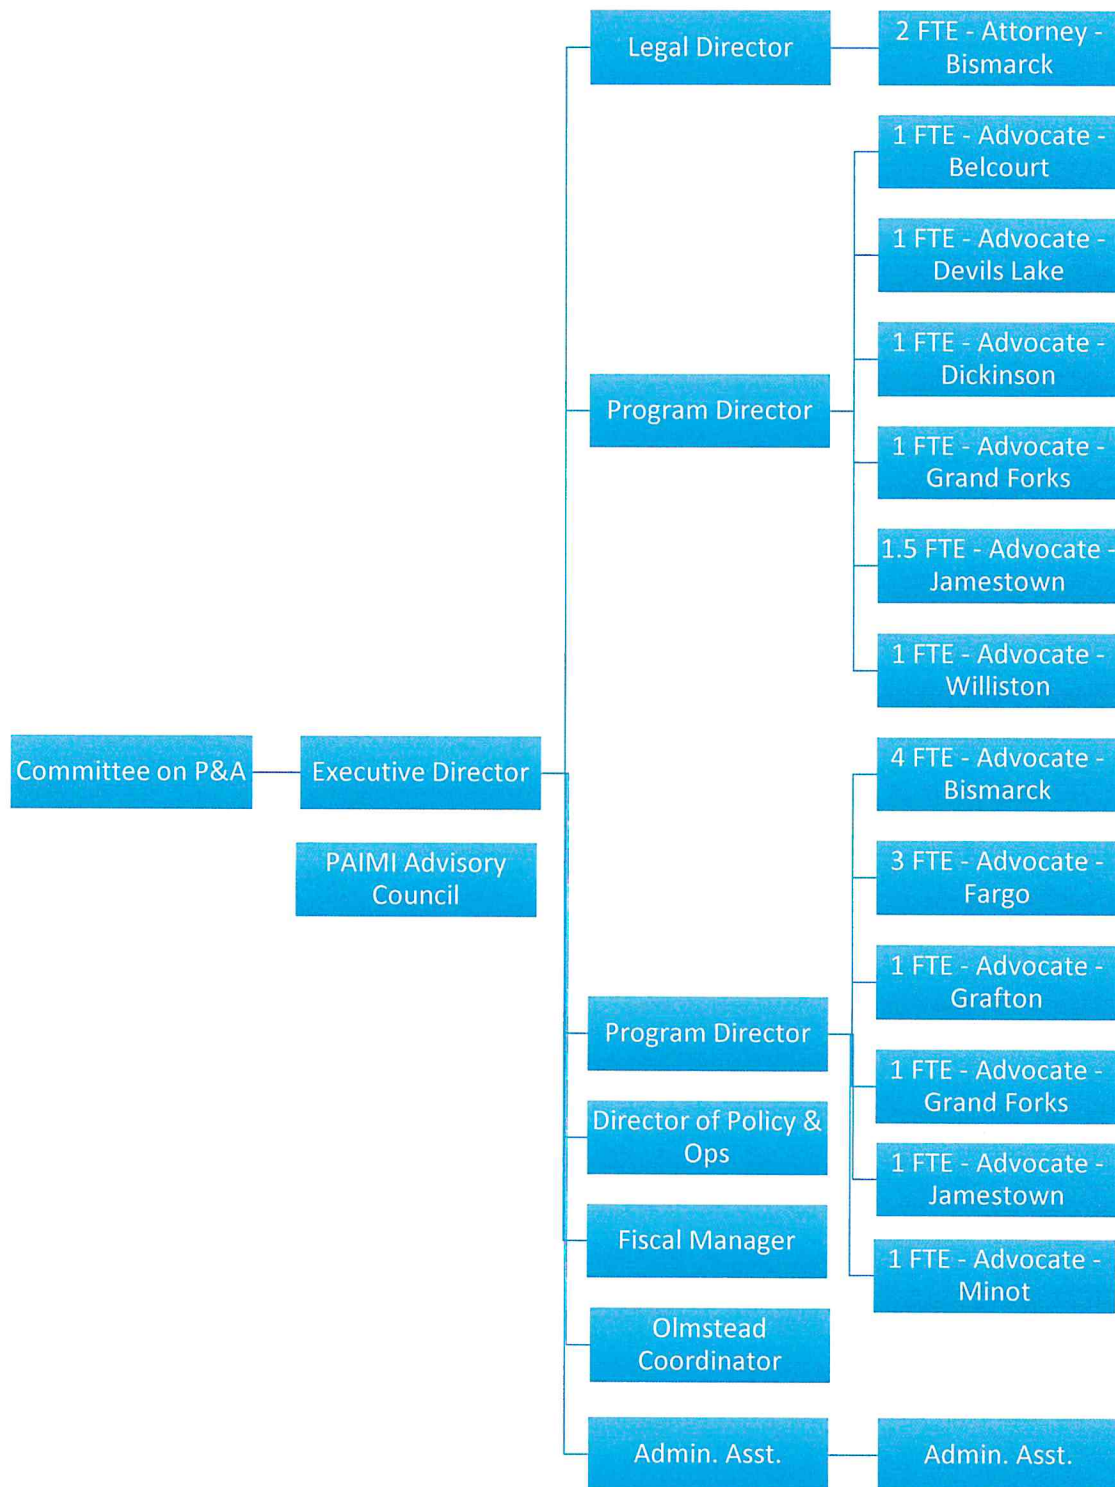 Legal Director
2 FTE - Attorney -
Bismarck
1 FTE - Advocate -
Belcourt
1 FTE - Advocate -
Devils Lake
1 FTE - Advocate -
Dickinson
Program Director
1 FTE - Advocate -
Grand Forks
1.5 FTE - Advocate -
Jamestown
1 FTE - Advocate -
Williston
Committee on P&A
Executive Director
4 FTE - Advocate -
Bismarck
PAIMI Advisory
Council
3 FTE - Advocate -
Fargo
1 FTE - Advocate -
Grafton
Program Director
1 FTE - Advocate -
Grand Forks
Director of Policy &
Ops
1 FTE - Advocate -
Jamestown
Fiscal Manager
1 FTE - Advocate -
Minot
Olmstead
Coordinator
Admin. Asst.
Admin. Asst.